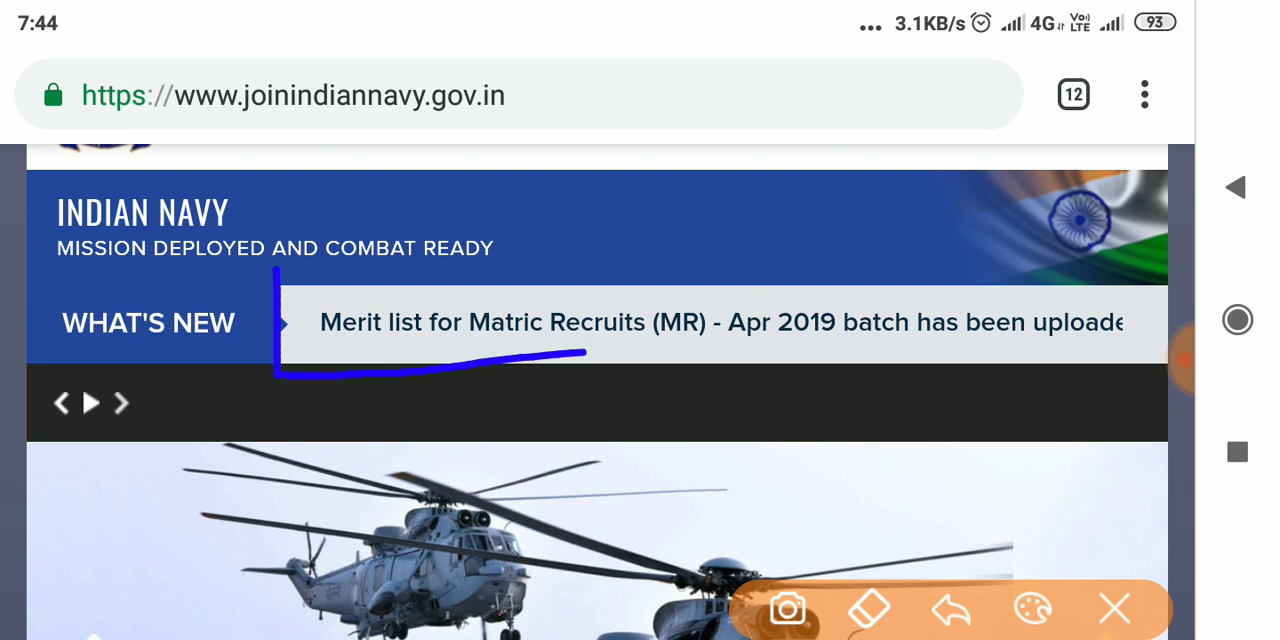 7:44
... 3.1KB/s 4G VoLTE 93
https://www.joinindiannavy.gov.in
12
INDIAN NAVY
MISSION DEPLOYED AND COMBAT READY
WHAT'S NEW
Merit list for Matric Recruits (MR) - Apr 2019 batch has been uploade